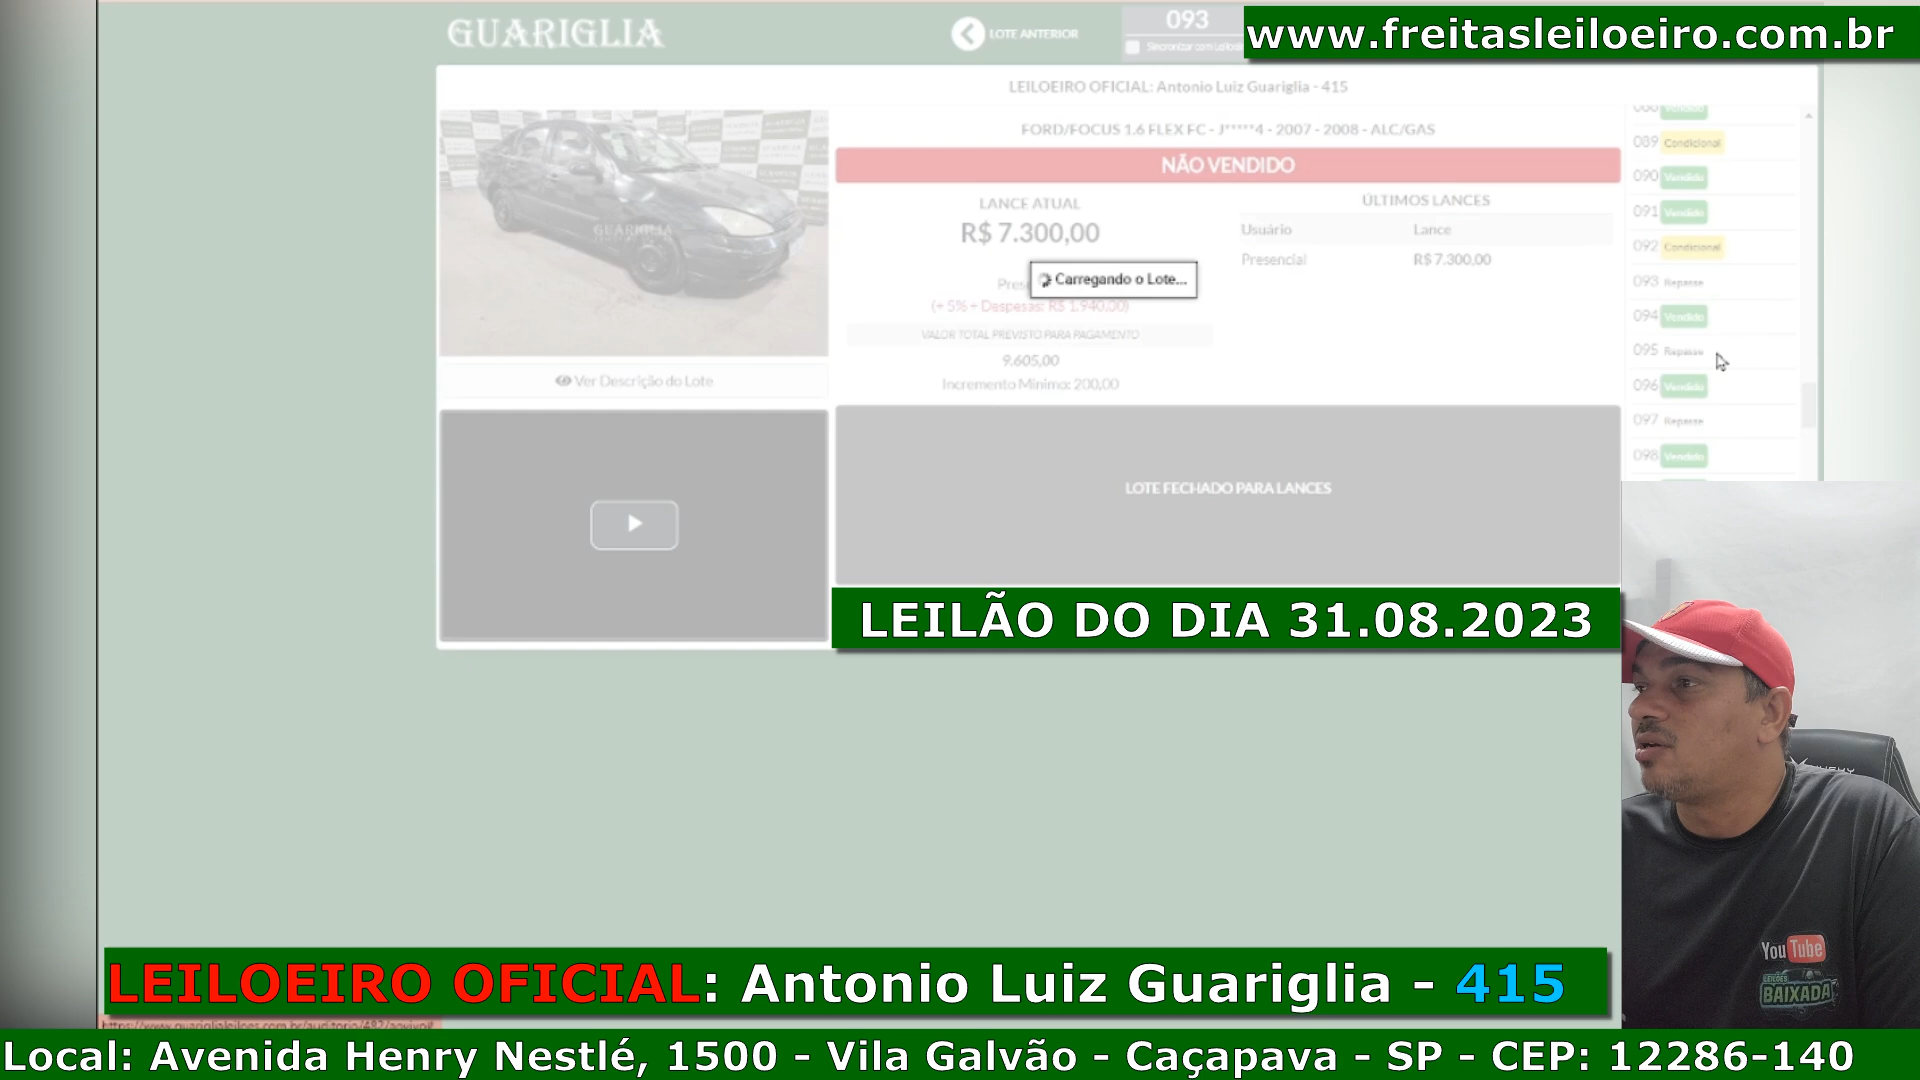 GUARIGLIA
LOTE ANTERIOR
093
www.freitasleiloeiro.com.br
LEILOEIRO OFICIAL: Antonio Luiz Guariglia - 415
FORD/FOCUS 1.6 FLEX FC - J*****4 - 2007 - 2008 - ALC/GAS
NÃO VENDIDO
LANCE ATUAL
R$ 7.300,00
ÚLTIMOS LANCES
Usuário Lance
Presencial R$ 7.300,00
Carregando o Lote...
(+ 5% + Despesas: R$ 1.940,00)
VALOR TOTAL PREVISTO PARA PAGAMENTO
9.605,00
Incremento Mínimo: 200,00
GUARIGLIA
Ver Descrição do Lote
LOTE FECHADO PARA LANCES
088 Vendido
089 Condicional
090 Vendido
091 Vendido
092 Condicional
093 Repasse
094 Vendido
095 Repasse
096 Vendido
097 Repasse
098 Vendido
LEILÃO DO DIA 31.08.2023
YouTube
LEILÕES
BAIXADA
LEILOEIRO OFICIAL: Antonio Luiz Guariglia - 415
Local: Avenida Henry Nestlé, 1500 - Vila Galvão - Caçapava - SP - CEP: 12286-140